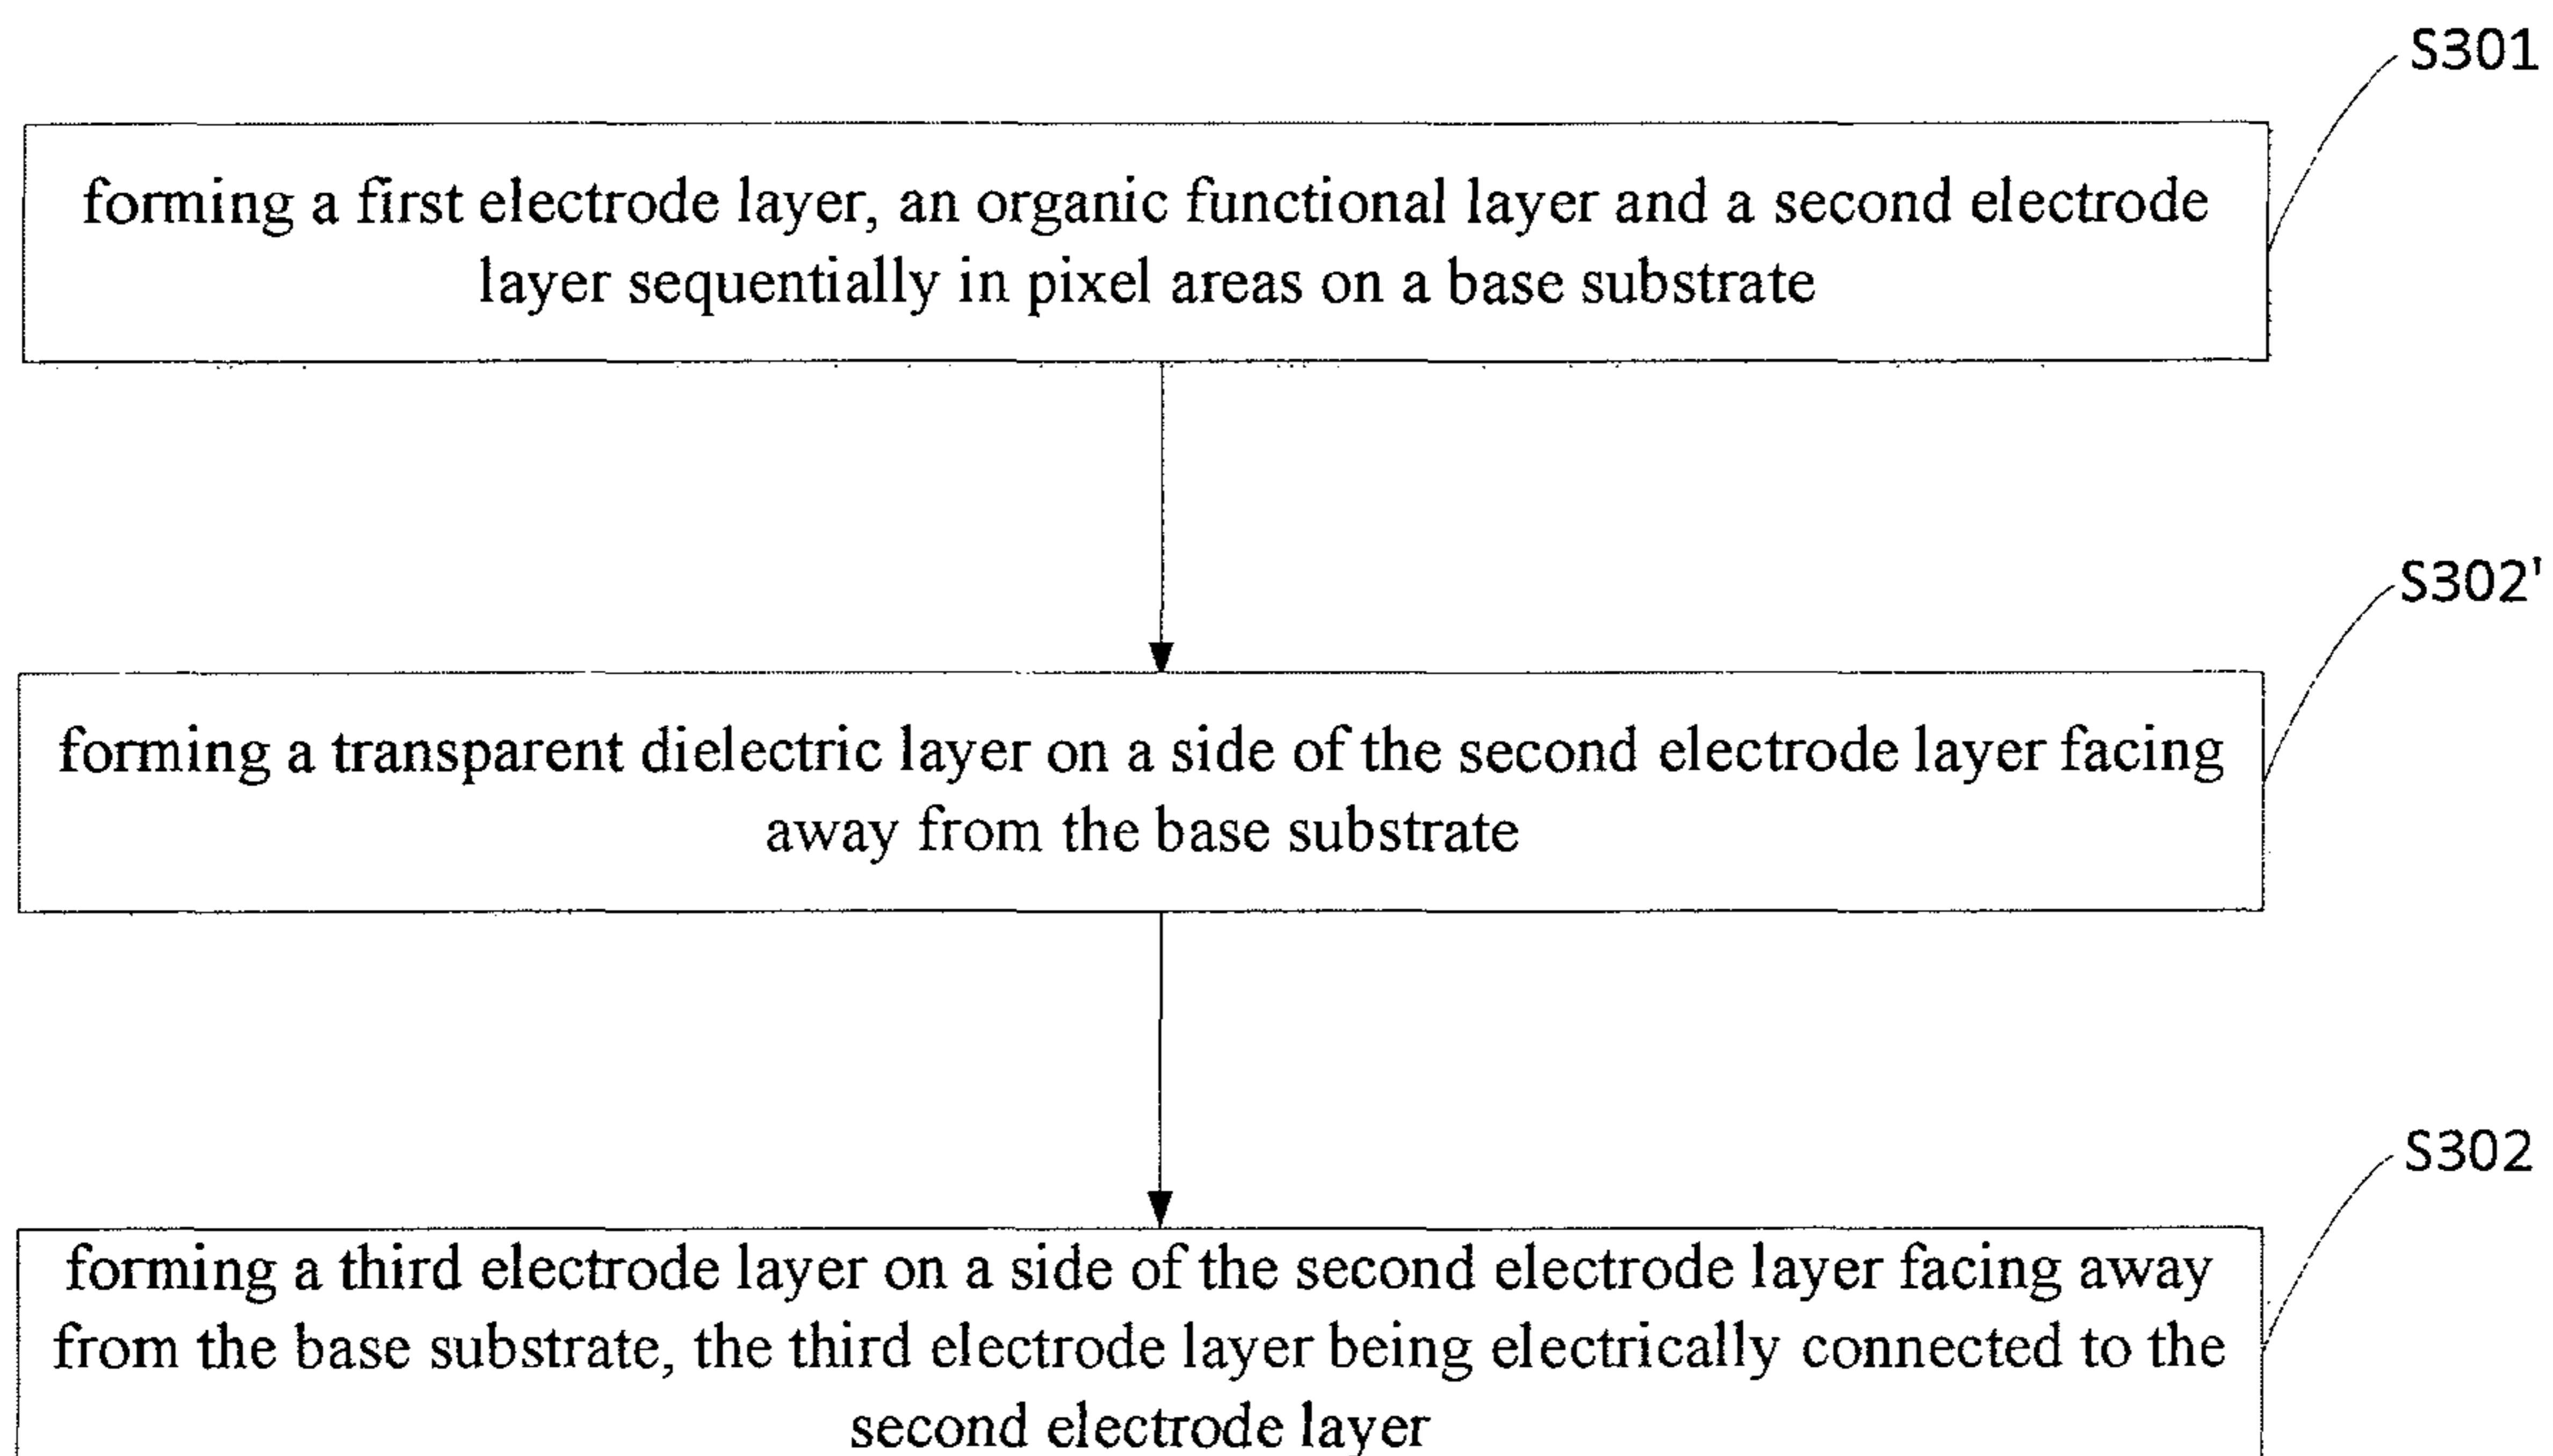 S301
forming a first electrode layer, an organic functional layer and a second electrode
layer sequentially in pixel areas on a base substrate
S302'
forming a transparent dielectric layer on a side of the second electrode layer facing
away from the base substrate
S302
forming a third electrode layer on a side of the second electrode layer facing away
from the base substrate, the third electrode layer being electrically connected to the
second electrode layer